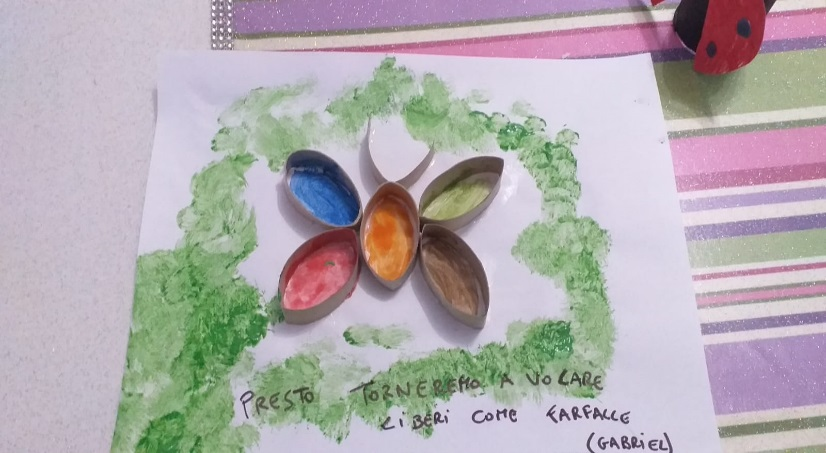 PRESTO TORNEREMO A VOLARE
LIBERI COME FARFALLE
(GABRIEL)